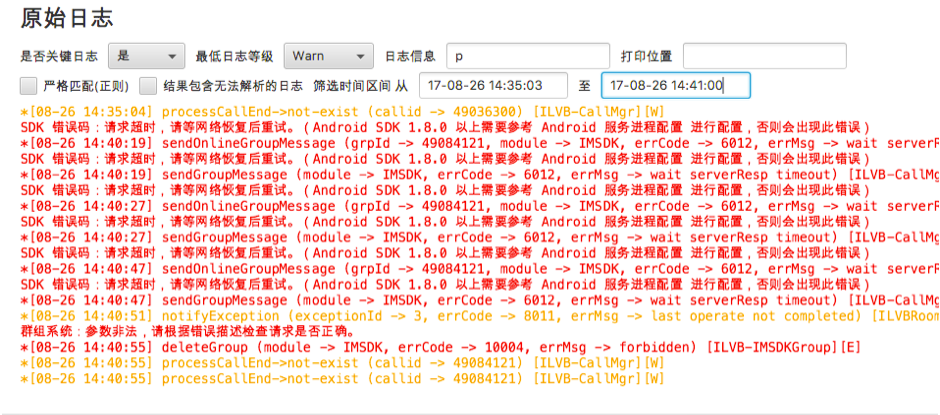 原始日志
是否关键日志 是 最低日志等级 Warn 日志信息 p 打印位置
严格匹配(正则) 结果包含无法解析的日志 筛选时间区间 从 17-08-26 14:35:03 至 17-08-26 14:41:00
*[08-26 14:35:04] processCallEnd->not-exist (callid -> 49036300) [ILVB-CallMgr][W]
SDK 错误码：请求超时，请等网络恢复后重试。(Android SDK 1.8.0 以上需要参考 Android 服务进程配置 进行配置，否则会出现此错误)
*[08-26 14:40:19] sendOnlineGroupMessage (grpId -> 49084121, module -> IMSDK, errCode -> 6012, errMsg -> wait serverR
SDK 错误码：请求超时，请等网络恢复后重试。(Android SDK 1.8.0 以上需要参考 Android 服务进程配置 进行配置，否则会出现此错误)
*[08-26 14:40:19] sendGroupMessage (module -> IMSDK, errCode -> 6012, errMsg -> wait serverResp timeout) [ILVB-CallMg
SDK 错误码：请求超时，请等网络恢复后重试。(Android SDK 1.8.0 以上需要参考 Android 服务进程配置 进行配置，否则会出现此错误)
*[08-26 14:40:27] sendOnlineGroupMessage (grpId -> 49084121, module -> IMSDK, errCode -> 6012, errMsg -> wait serverR
SDK 错误码：请求超时，请等网络恢复后重试。(Android SDK 1.8.0 以上需要参考 Android 服务进程配置 进行配置，否则会出现此错误)
*[08-26 14:40:27] sendGroupMessage (module -> IMSDK, errCode -> 6012, errMsg -> wait serverResp timeout) [ILVB-CallMg
SDK 错误码：请求超时，请等网络恢复后重试。(Android SDK 1.8.0 以上需要参考 Android 服务进程配置 进行配置，否则会出现此错误)
*[08-26 14:40:47] sendOnlineGroupMessage (grpId -> 49084121, module -> IMSDK, errCode -> 6012, errMsg -> wait serverR
SDK 错误码：请求超时，请等网络恢复后重试。(Android SDK 1.8.0 以上需要参考 Android 服务进程配置 进行配置，否则会出现此错误)
*[08-26 14:40:47] sendGroupMessage (module -> IMSDK, errCode -> 6012, errMsg -> wait serverResp timeout) [ILVB-CallMg
*[08-26 14:40:51] notifyException (exceptionId -> 3, errCode -> 8011, errMsg -> last operate not completed) [ILVBRoom
群组系统：参数非法，请根据错误描述检查请求是否正确。
*[08-26 14:40:55] deleteGroup (module -> IMSDK, errCode -> 10004, errMsg -> forbidden) [ILVB-IMSDKGroup][E]
*[08-26 14:40:55] processCallEnd->not-exist (callid -> 49084121) [ILVB-CallMgr][W]
*[08-26 14:40:55] processCallEnd->not-exist (callid -> 49084121) [ILVB-CallMgr][W]